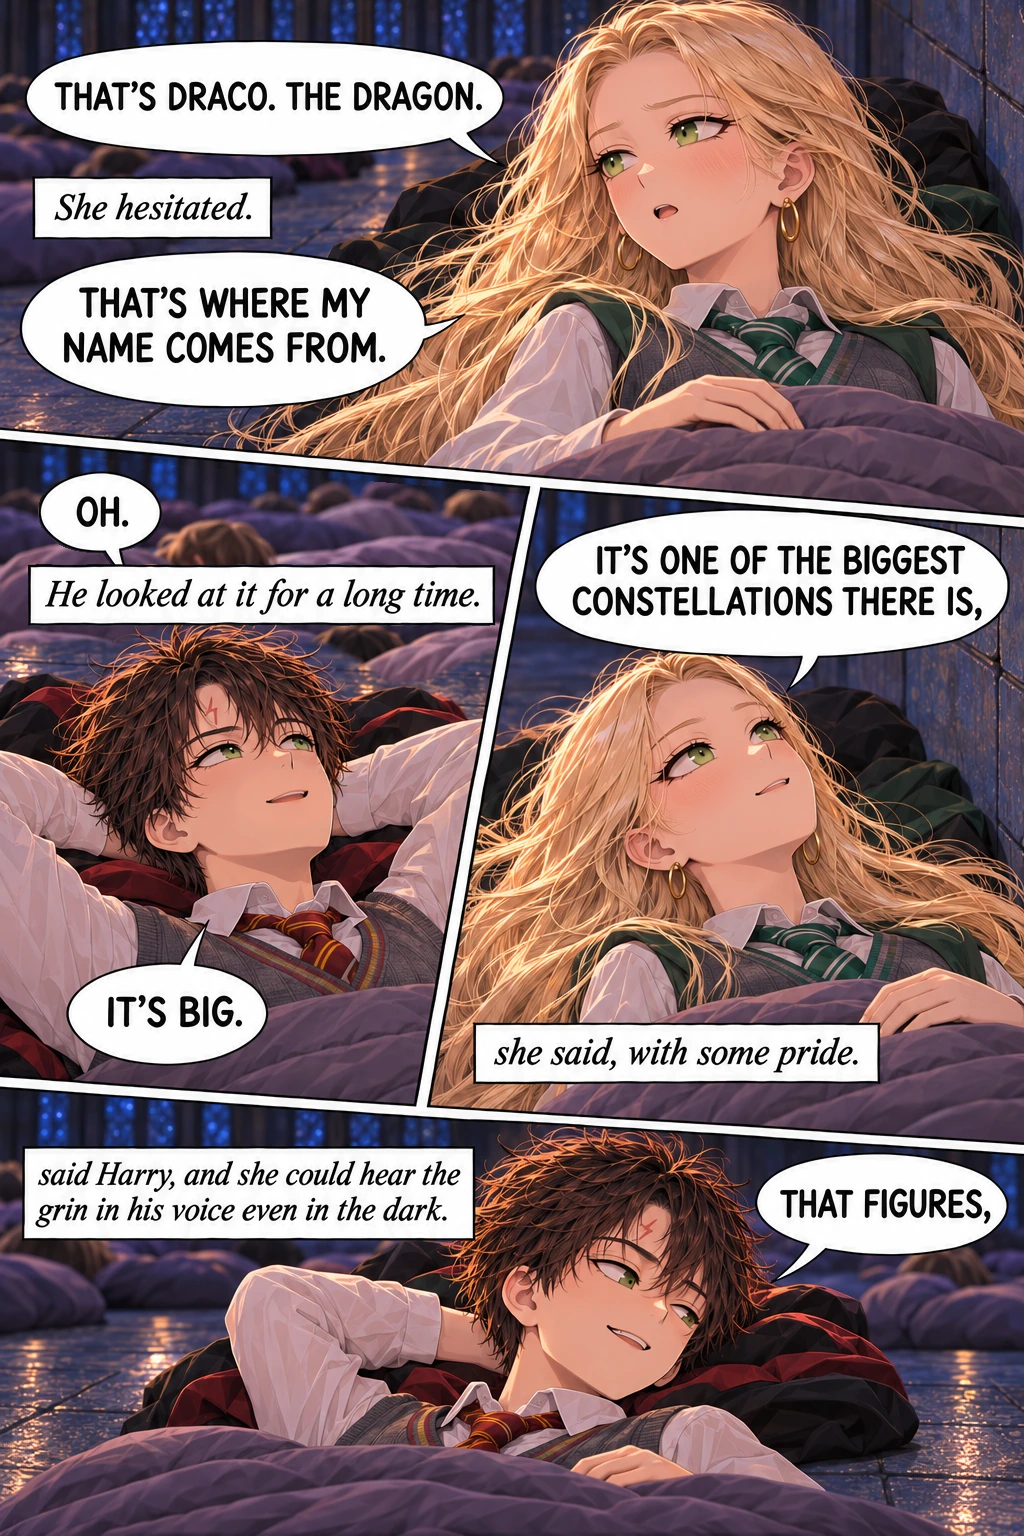 THAT'S DRACO. THE DRAGON.
She hesitated.
THAT'S WHERE MY
NAME COMES FROM.
OH.
He looked at it for a long time.
IT'S BIG.
IT'S ONE OF THE BIGGEST
CONSTELLATIONS THERE IS,
she said, with some pride.
THAT FIGURES,
said Harry, and she could hear the
grin in his voice even in the dark.